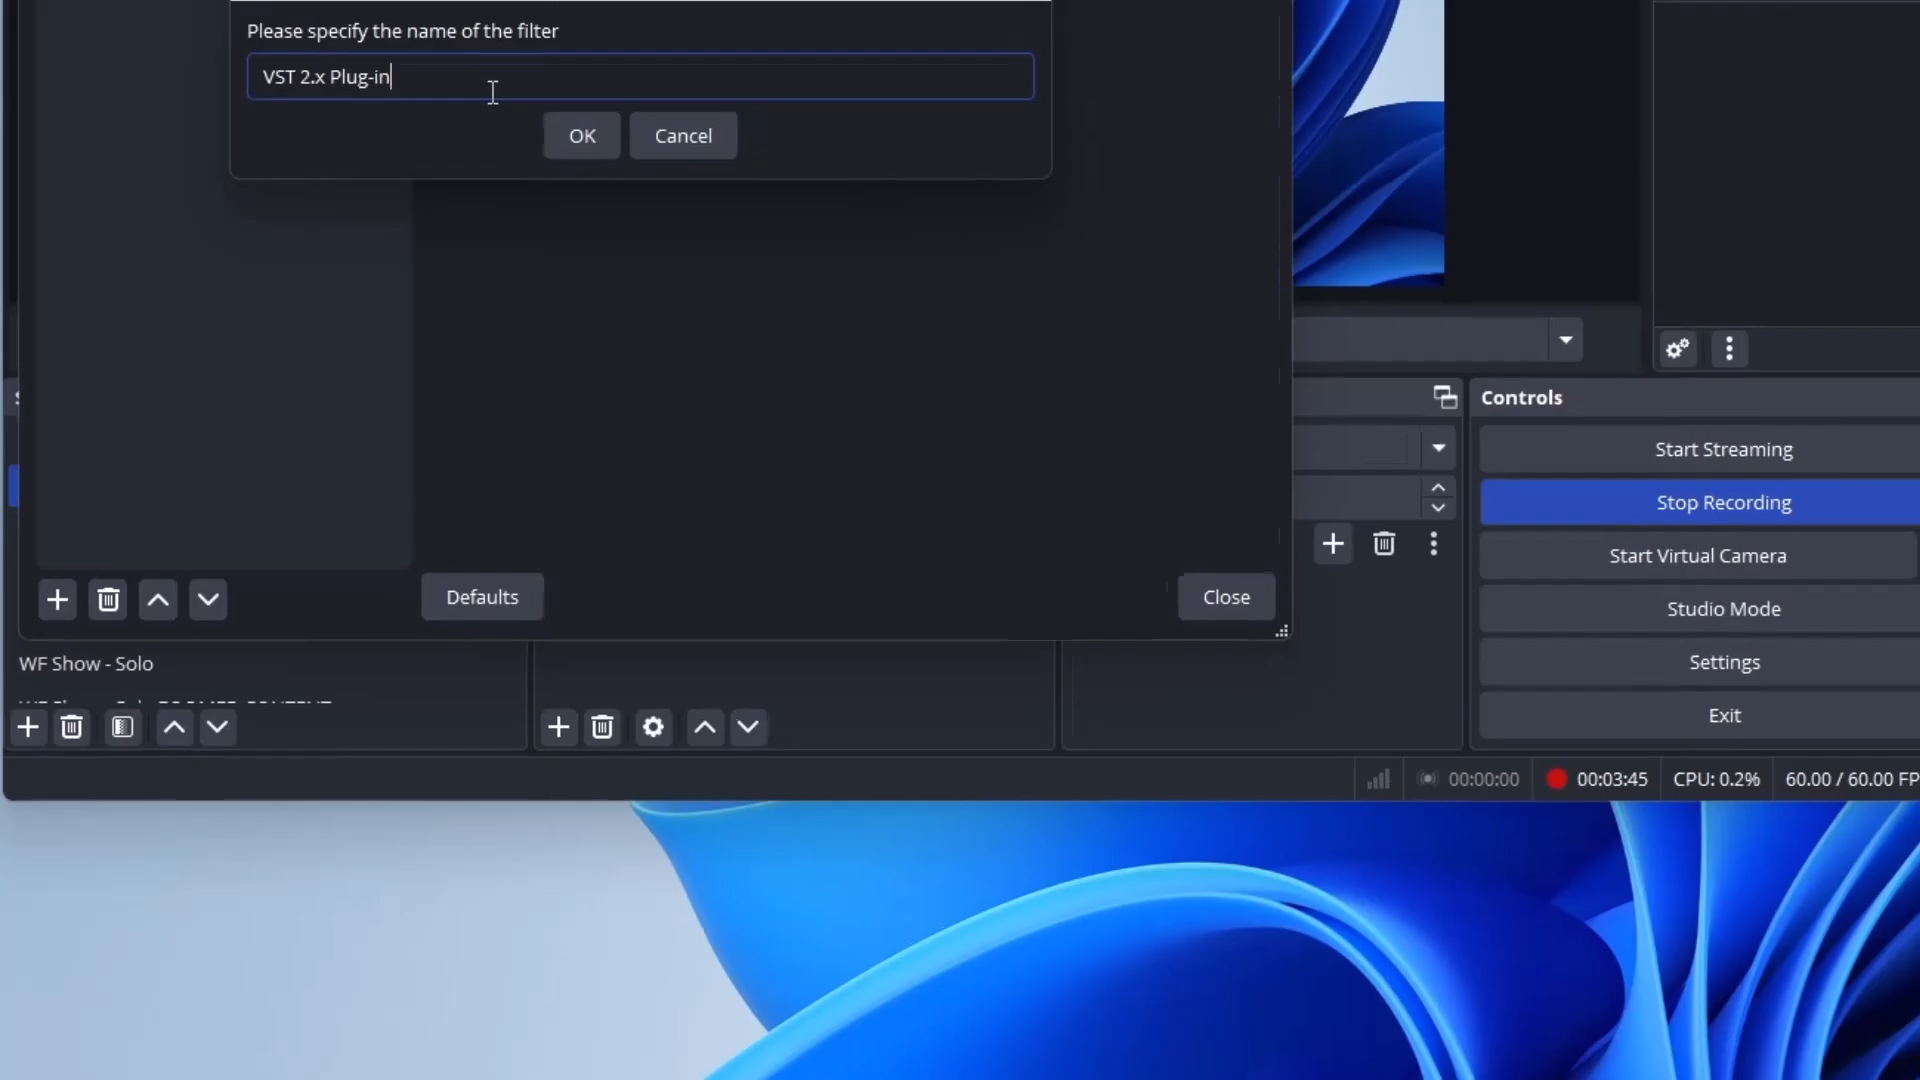 Please specify the name of the filter
VST 2.x Plug-in
OK
Cancel
Controls
Start Streaming
Stop Recording
Start Virtual Camera
Studio Mode
Settings
Exit
Defaults
Close
WF Show - Solo
00:00:00
00:03:45
CPU: 0.2%
60.00 / 60.00 FP